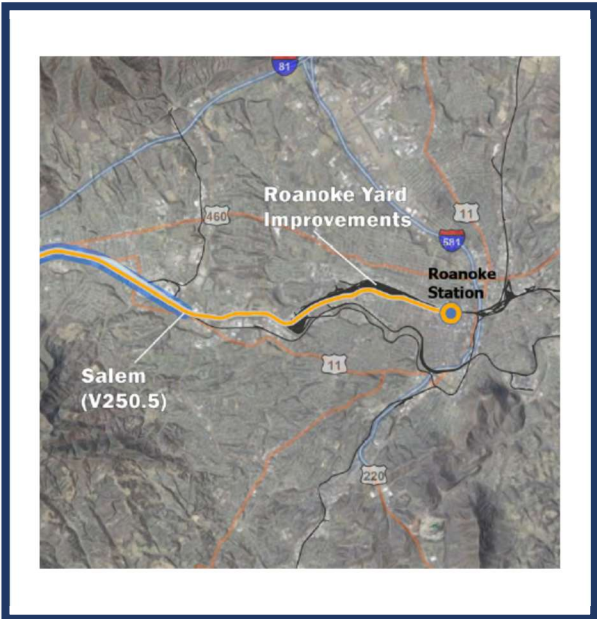 81
460
Roanoke Yard
Improvements
11
581
Roanoke
Station
11
Salem
(V250.5)
220